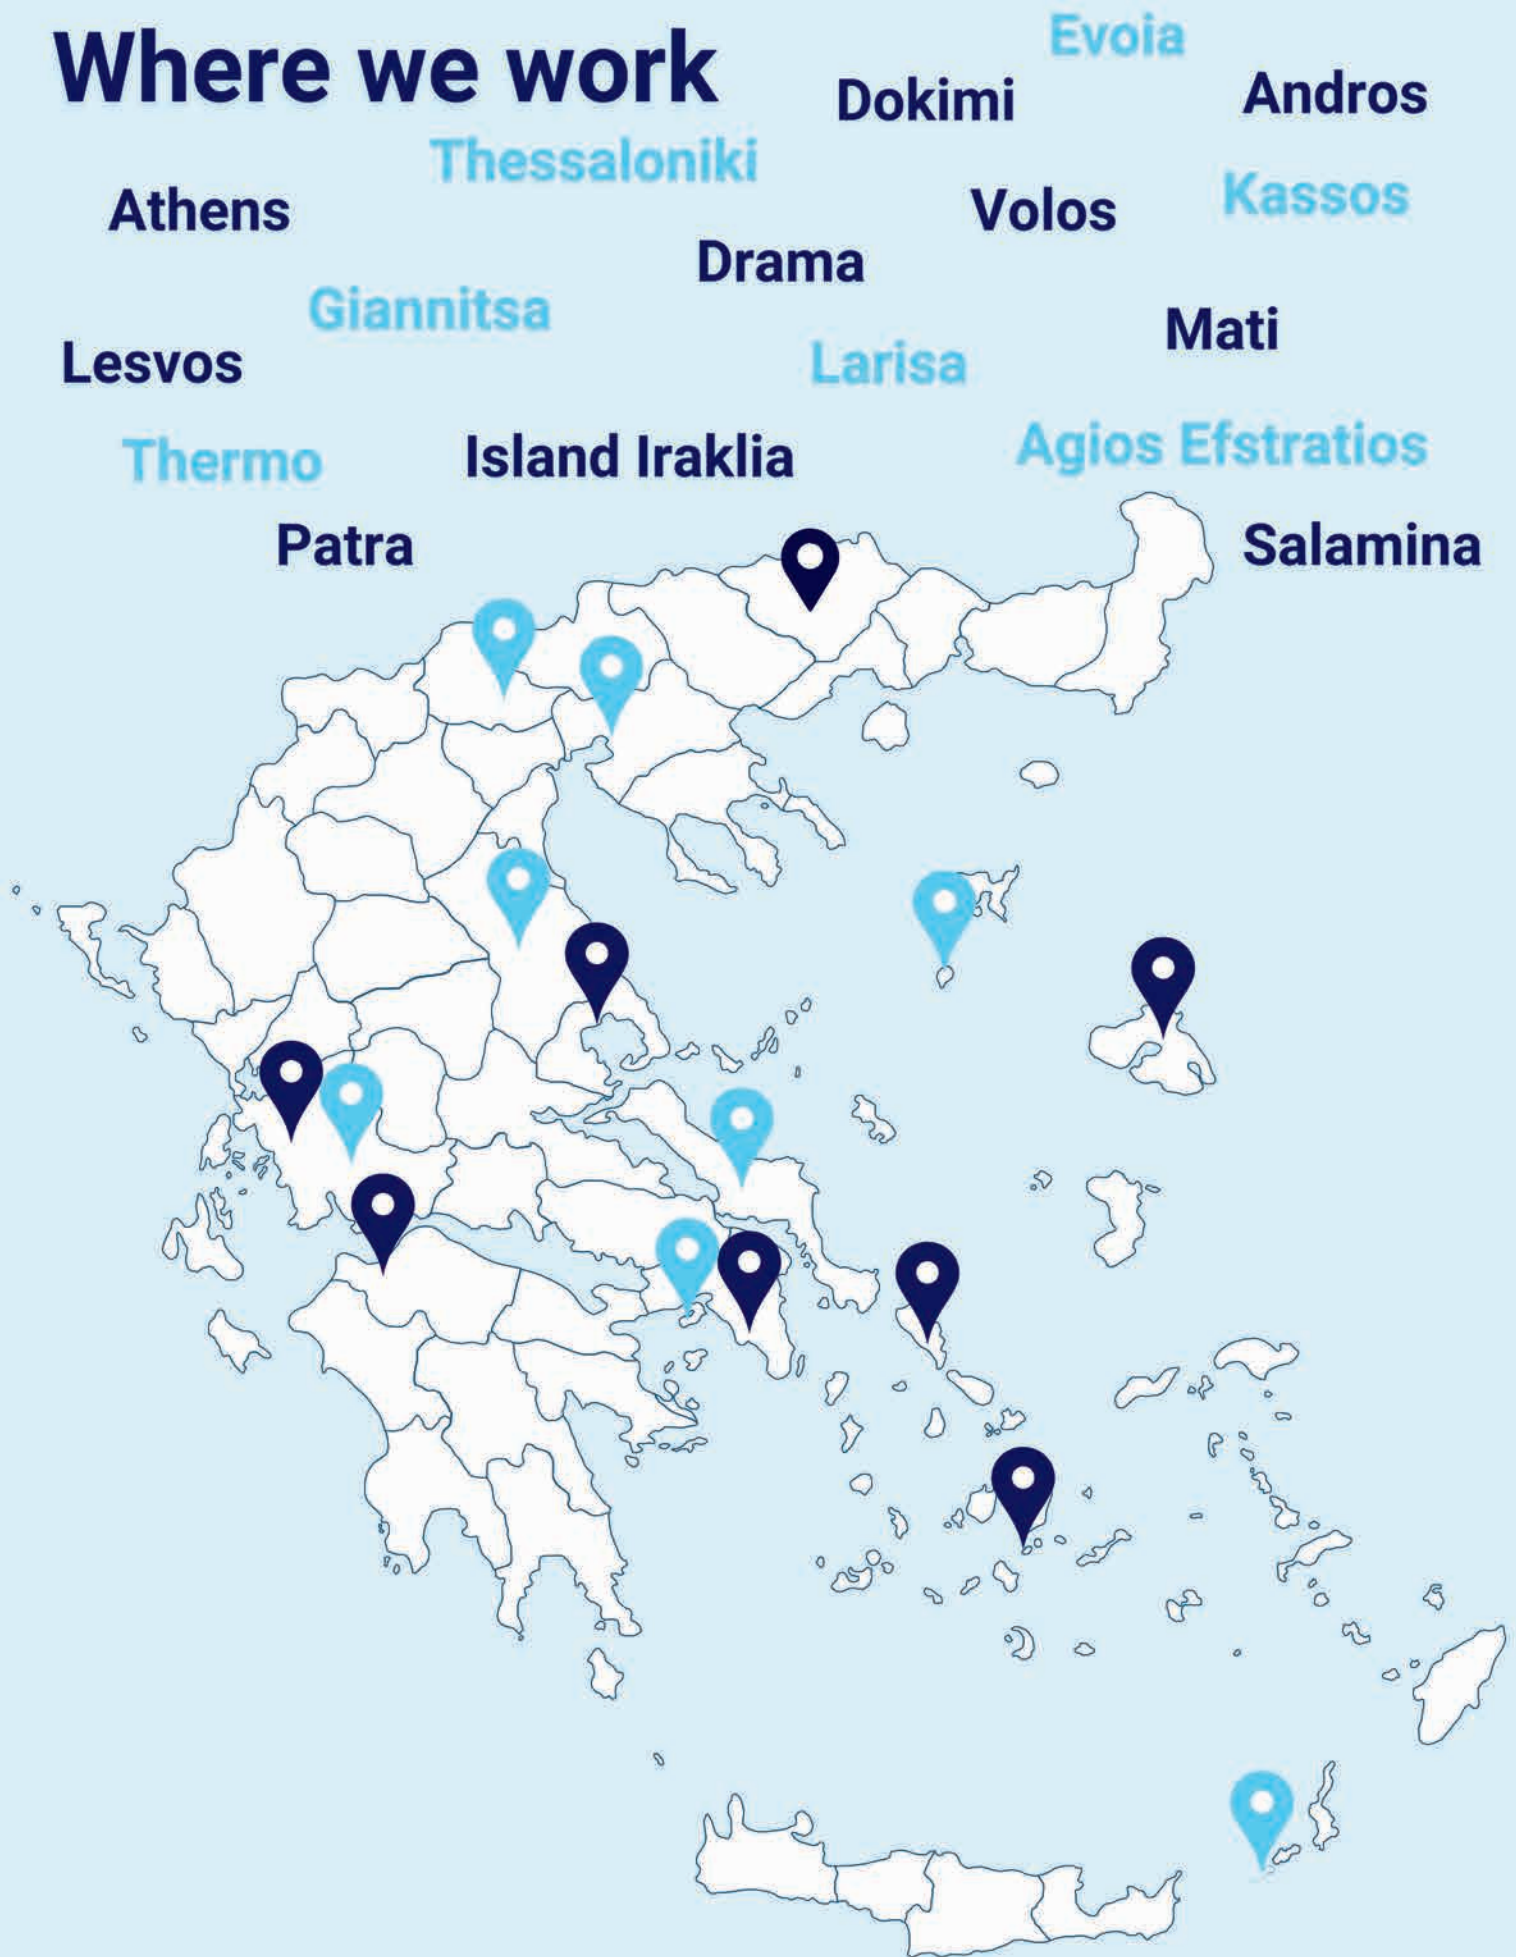 Where we work
Evoia
Dokimi
Andros
Thessaloniki
Athens
Volos
Kassos
Drama
Giannitsa
Mati
Lesvos
Larisa
Thermo
Island Iraklia
Agios Efstratios
Patra
Salamina